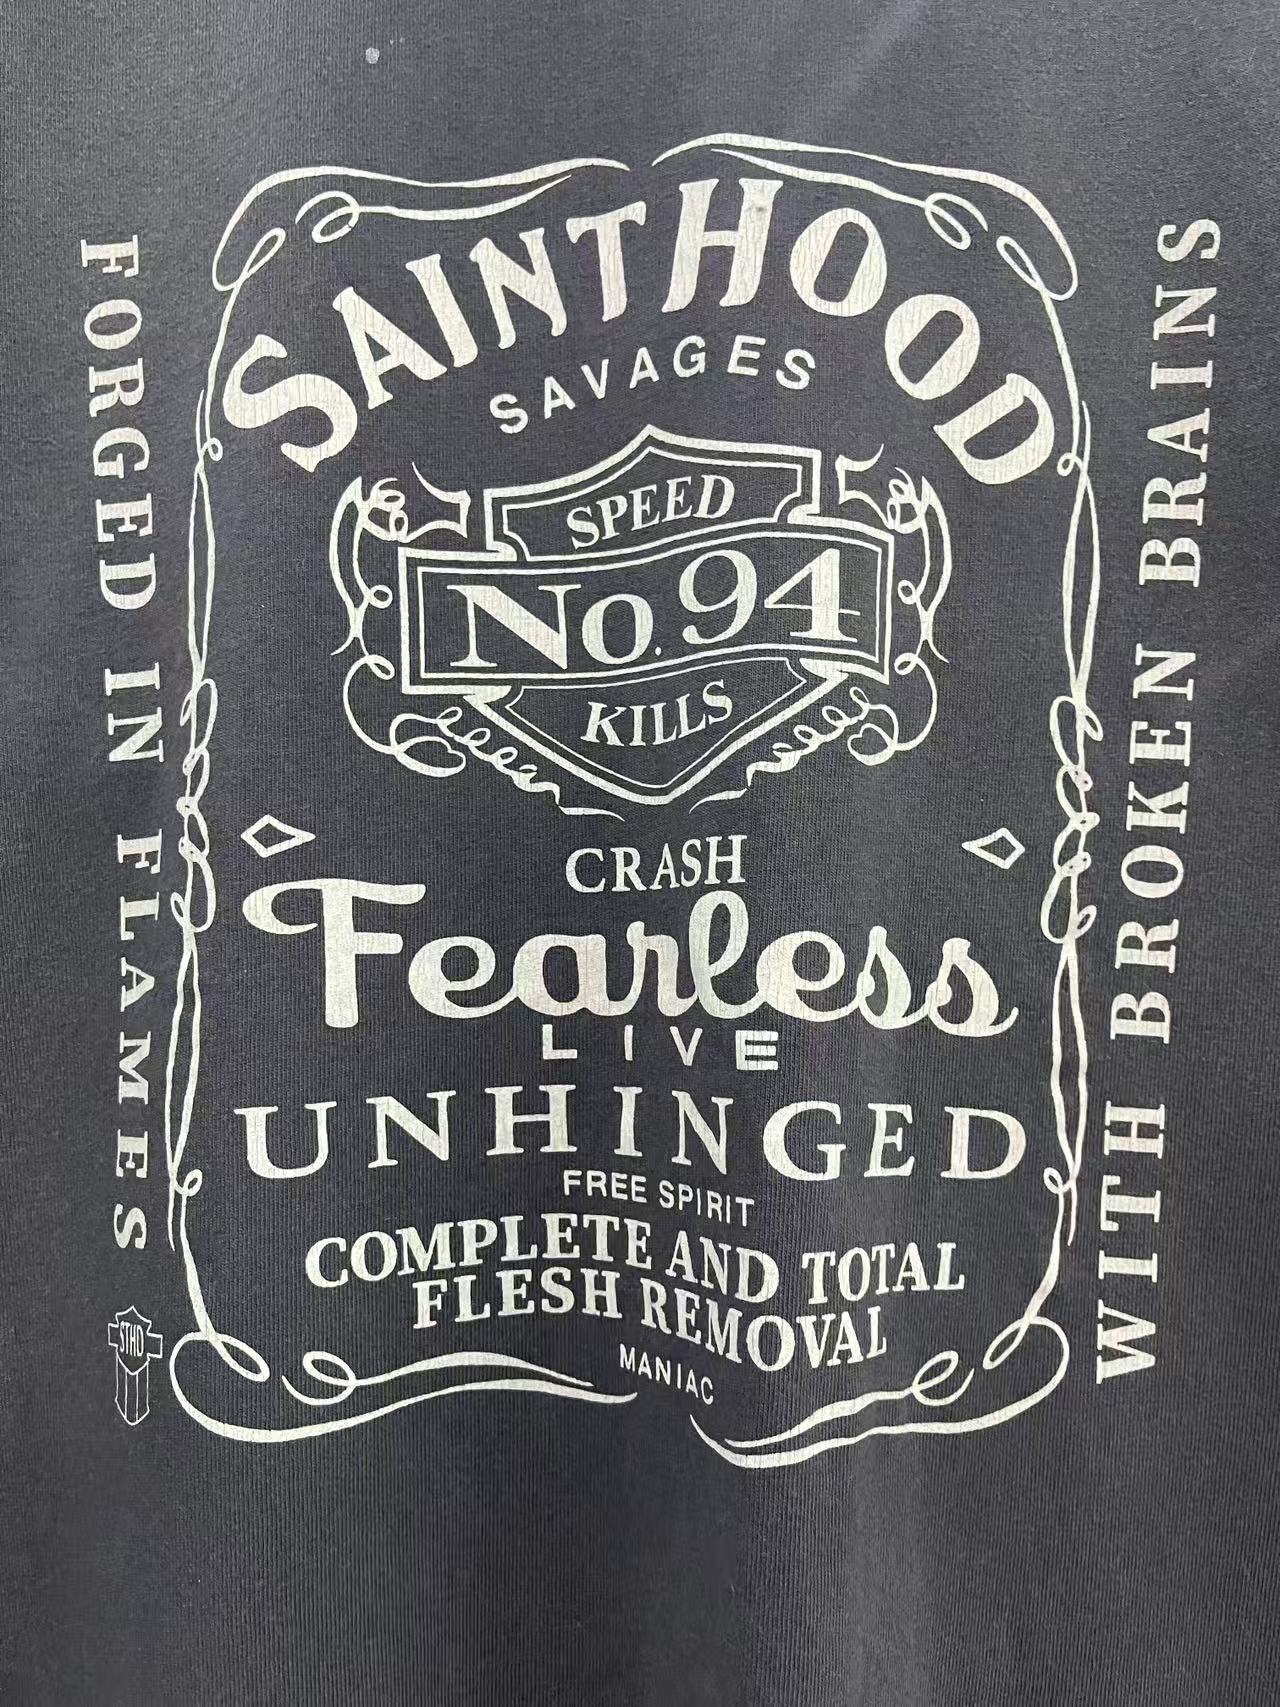 SAINTHOOD
SAVAGES
SPEED
No. 94
KILLS
CRASH
Fearless
LIVE
UNHINGED
FREE SPIRIT
COMPLETE AND TOTAL
FLESH REMOVAL
MANIAC
FORGED IN FLAMES
WITH BROKEN BRAINS
STHD